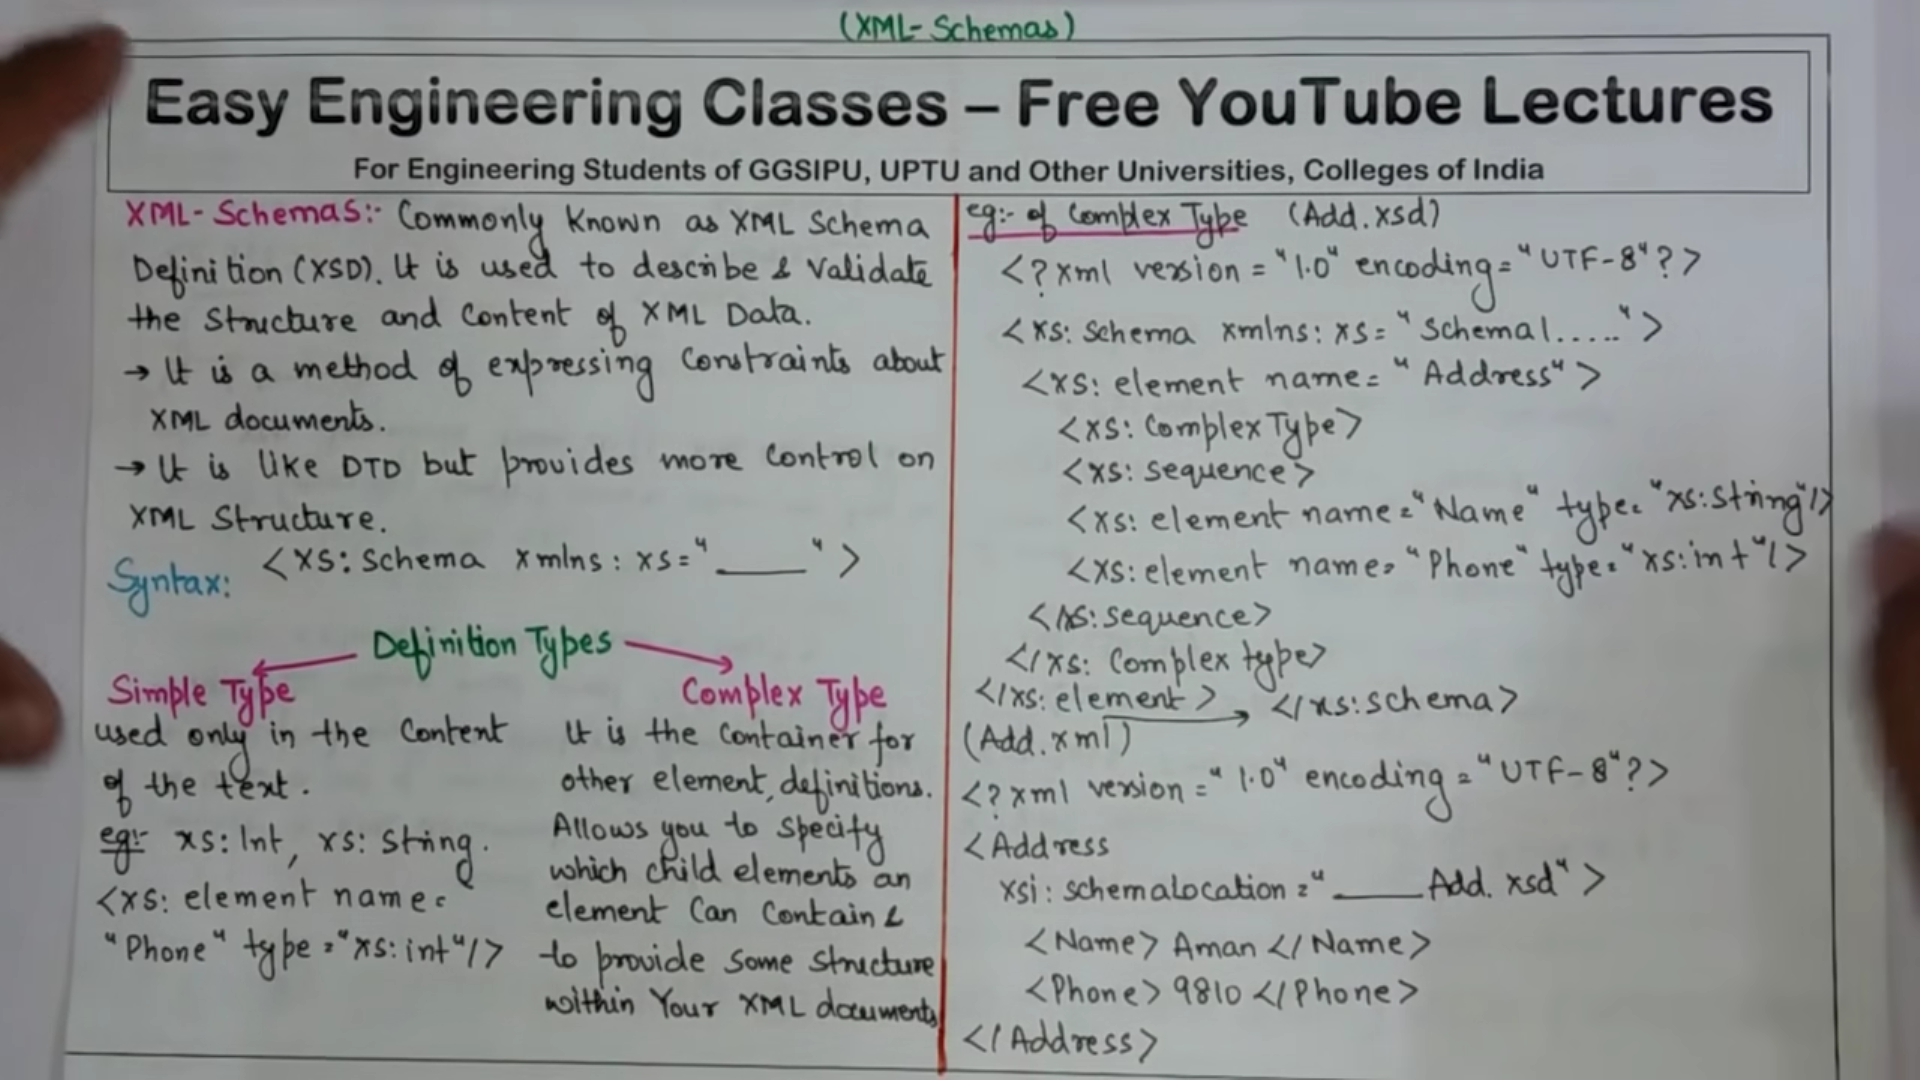 (XML-Schemas)
Easy Engineering Classes – Free YouTube Lectures
For Engineering Students of GGSIPU, UPTU and Other Universities, Colleges of India
XML-Schemas:- Commonly Known as XML Schema
Definition (XSD). It is used to describe & validate
the Structure and Content of XML Data.
→ It is a method of expressing Constraints about
XML documents.
→ It is like DTD but provides more control on
XML Structure.
Syntax: <xs: schema xmlns: xs="____">
Definition Types
Simple Type
used only in the Content
of the text.
eg:- xs: Int, xs: String.
<xs: element name=
"Phone" type="xs:int"/>
Complex Type
It is the container for
other element, definitions.
Allows you to specify
which child elements an
element Can Contain &
to provide some structure
within Your XML documents
eg:- of Complex Type (Add.xsd)
<?xml version = "1.0" encoding="UTF-8"?>
<xs: schema xmlns: xs= "Schema1.....">
<xs: element name= "Address">
<xs: Complex Type>
<xs: sequence>
<xs: element name="Name" type="xs:string"/>
<xs: element name="Phone" type="xs:int"/>
</xs: sequence>
</xs: Complex type>
</xs: element> → </xs: schema>
(Add.xml)
<?xml version = "1.0" encoding = "UTF-8"?>
<Address
xsi: schemalocation="____ Add. xsd">
<Name> Aman </Name>
<Phone> 9810 </Phone>
</Address>